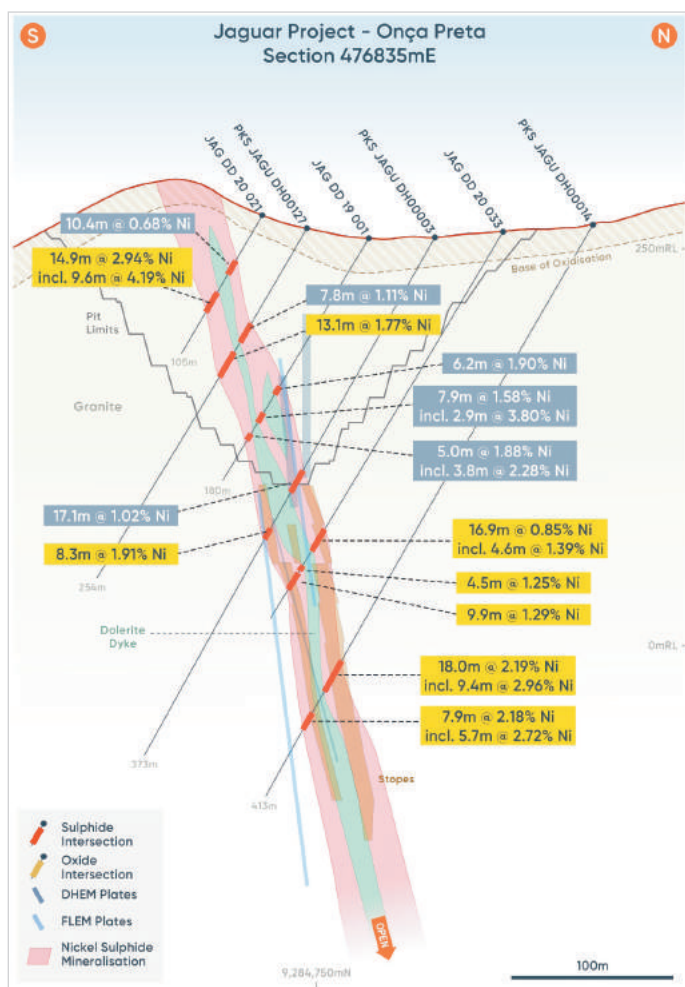 Jaguar Project - Onça Preta
Section 476835mE
S
N
JAG DD 20 021
PKS JAGU DH00127
JAG DD 19 001
PKS JAGU DH00003
JAG DD 20 033
PKS JAGU DH00014
10.4m @ 0.68% Ni
14.9m @ 2.94% Ni
incl. 9.6m @ 4.19% Ni
250mRL
Base of Oxidisation
7.8m @ 1.11% Ni
13.1m @ 1.77% Ni
Pit
Limits
105m
6.2m @ 1.90% Ni
7.9m @ 1.58% Ni
incl. 2.9m @ 3.80% Ni
Granite
5.0m @ 1.88% Ni
incl. 3.8m @ 2.28% Ni
180m
17.1m @ 1.02% Ni
8.3m @ 1.91% Ni
16.9m @ 0.85% Ni
incl. 4.6m @ 1.39% Ni
254m
4.5m @ 1.25% Ni
9.9m @ 1.29% Ni
Dolerite
Dyke
0mRL
18.0m @ 2.19% Ni
incl. 9.4m @ 2.96% Ni
7.9m @ 2.18% Ni
incl. 5.7m @ 2.72% Ni
373m
Stopes
413m
Sulphide
Intersection
Oxide
Intersection
DHEM Plates
FLEM Plates
Nickel Sulphide
Mineralisation
OPEN
9,284,750mN
100m